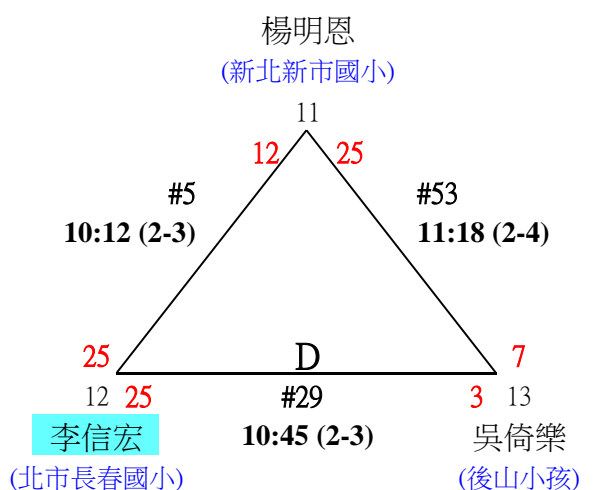 楊明恩
(新北新市國小)
11
12 25
#5 #53
10:12 (2-3) 11:18 (2-4)
25 D 7
12 25 #29 3 13
李信宏 10:45 (2-3) 吳倚樂
(北市長春國小) (後山小孩)